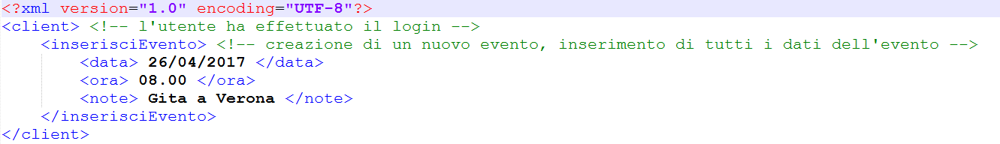 <?xml version="1.0" encoding="UTF-8"?>
<client> <!-- l'utente ha effettuato il login -->
    <inserisciEvento> <!-- creazione di un nuovo evento, inserimento di tutti i dati dell'evento -->
        <data> 26/04/2017 </data>
        <ora> 08.00 </ora>
        <note> Gita a Verona </note>
    </inserisciEvento>
</client>